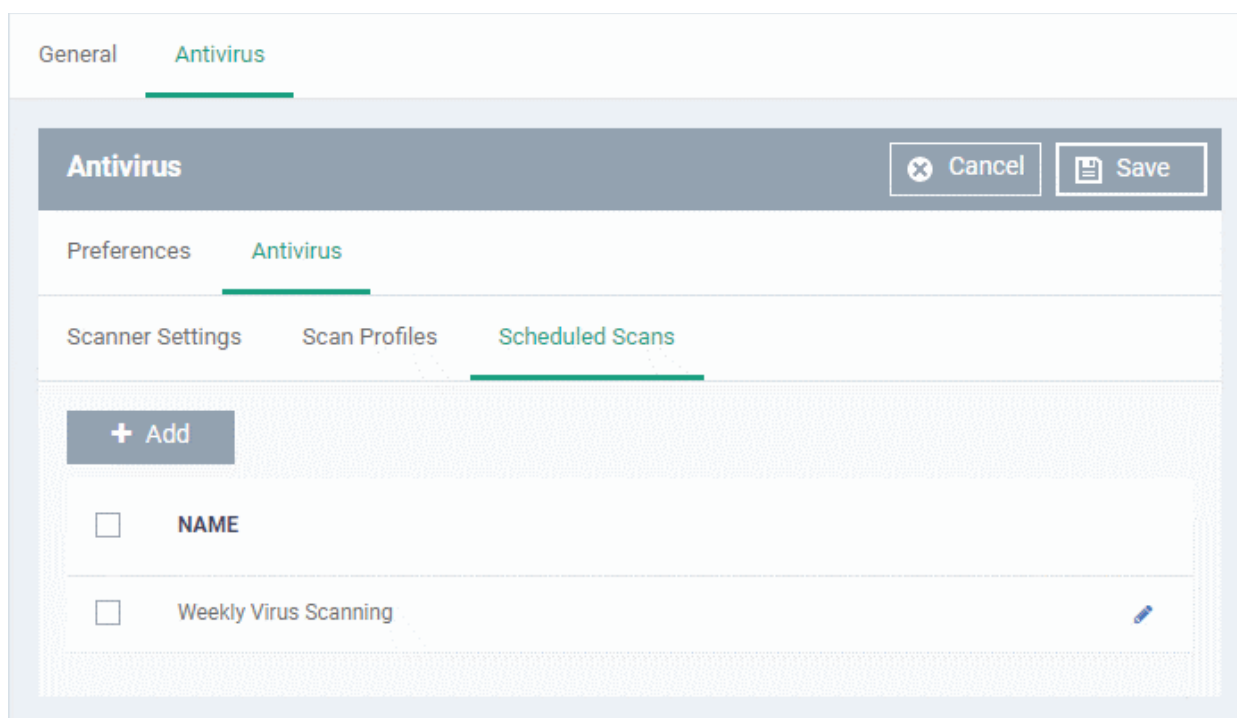 General Antivirus
Antivirus Cancel Save
Preferences Antivirus
Scanner Settings Scan Profiles Scheduled Scans
+ Add
NAME
Weekly Virus Scanning